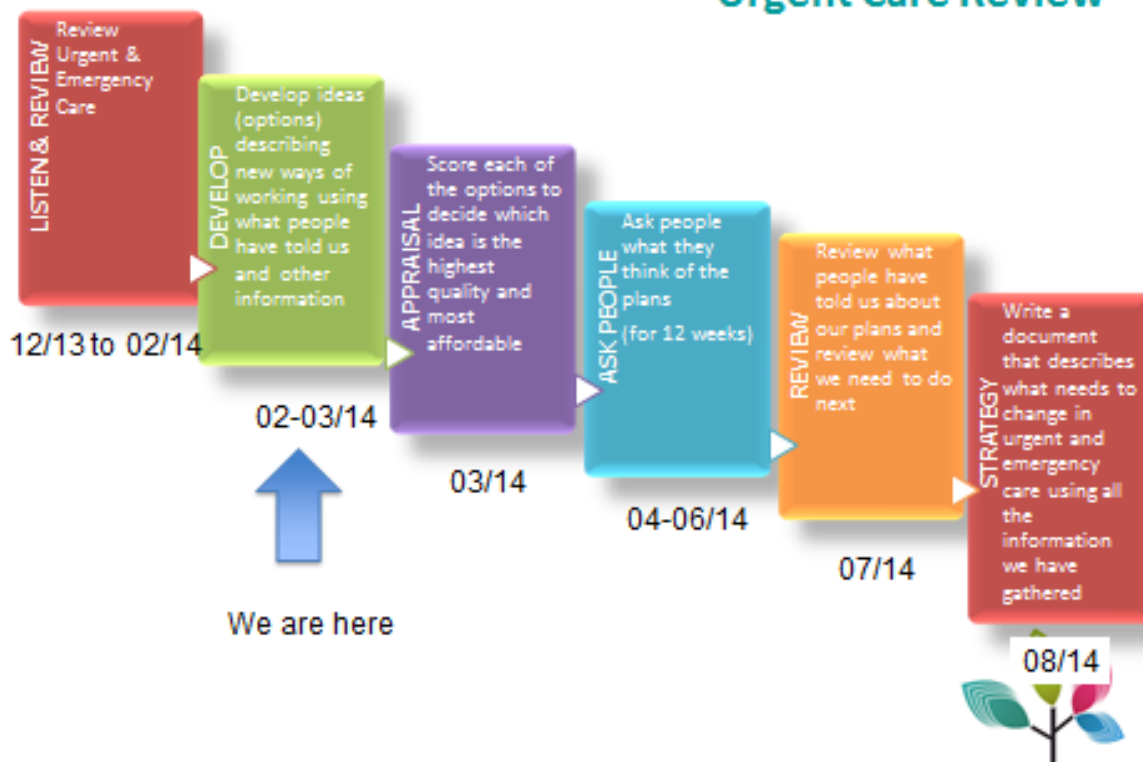 Urgent Care Review
LISTEN & REVIEW
Review
Urgent &
Emergency
Care
12/13 to 02/14
DEVELOP
Develop ideas
(options)
describing
new ways of
working using
what people
have told us
and other
information
02-03/14
We are here
APPRAISAL
Score each of
the options to
decide which
idea is the
highest
quality and
most
affordable
03/14
ASK PEOPLE
Ask people
what they
think of the
plans
(for 12 weeks)
04-06/14
REVIEW
Review what
people have
told us about
our plans and
review what
we need to do
next
07/14
STRATEGY
Write a
document
that describes
what needs to
change in
urgent and
emergency
care using all
the
information
we have
gathered
08/14